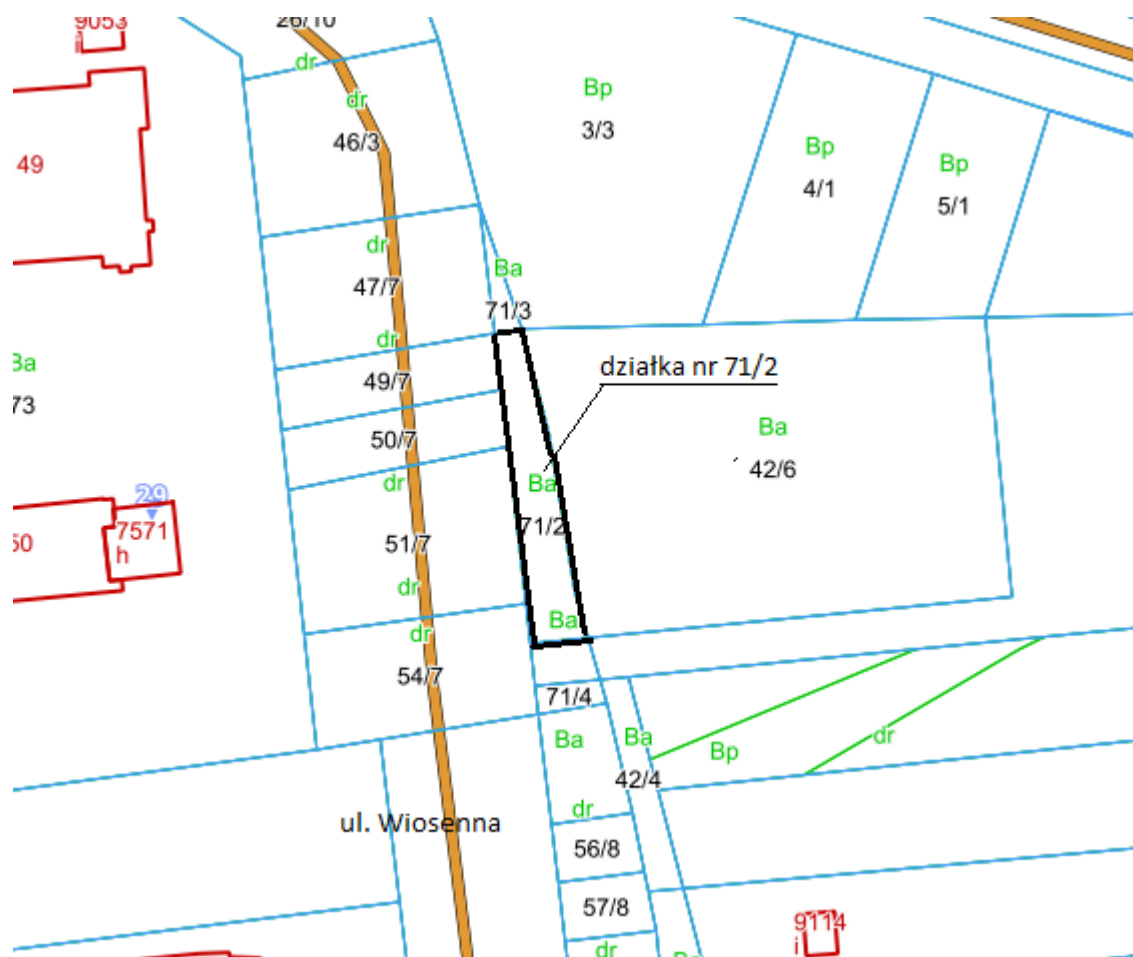 9053
i
26/10
dr
dr
46/3
Bp
3/3
Bp
4/1
Bp
5/1
49
dr
47/7
Ba
71/3
dr
49/7
działka nr 71/2
Ba
73
50/7
Ba
42/6
dr
Ba
71/2
29
7571
h
50
51/7
dr
Ba
dr
54/7
71/4
Ba
Ba
Bp
dr
42/4
ul. Wiosenna
dr
56/8
57/8
9114
i
dr